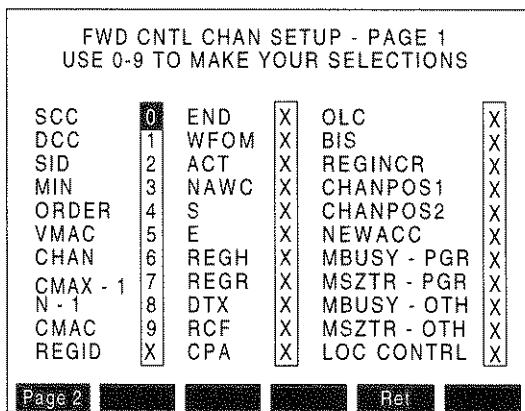 FWD CNTL CHAN SETUP - PAGE 1
USE 0-9 TO MAKE YOUR SELECTIONS
SCC 0 END X OLC X
DCC 1 WFOM X BIS X
SID 2 ACT X REGINCR X
MIN 3 NAWC X CHANPOS1 X
ORDER 4 S X CHANPOS2 X
VMAC 5 E X NEWACC X
CHAN 6 REGH X MBUSY - PGR X
CMAX - 1 7 REGR X MSZTR - PGR X
N - 1 8 DTX X MBUSY - OTH X
CMAC 9 RCF X MSZTR - OTH X
REGID X CPA X LOC CONTRL X
Page 2 Ret